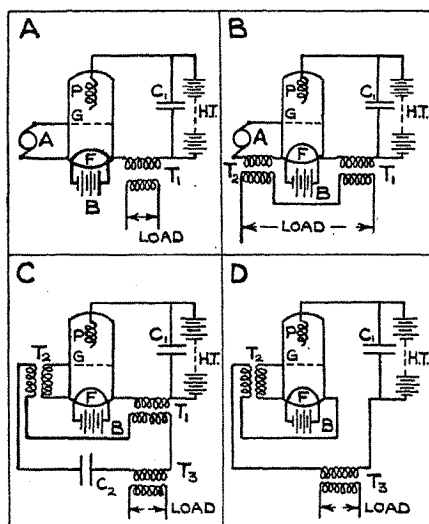 A
P
C₁
G
H.T.
A
F
T₁
B
LOAD
B
P
C₁
G
H.T.
A
F
T₂
T₁
B
LOAD
C
P
C₁
T₂
G
H.T.
F
B
T₁
C₂
T₃
LOAD
D
P
C₁
T₂
G
H.T.
F
B
T₃
LOAD